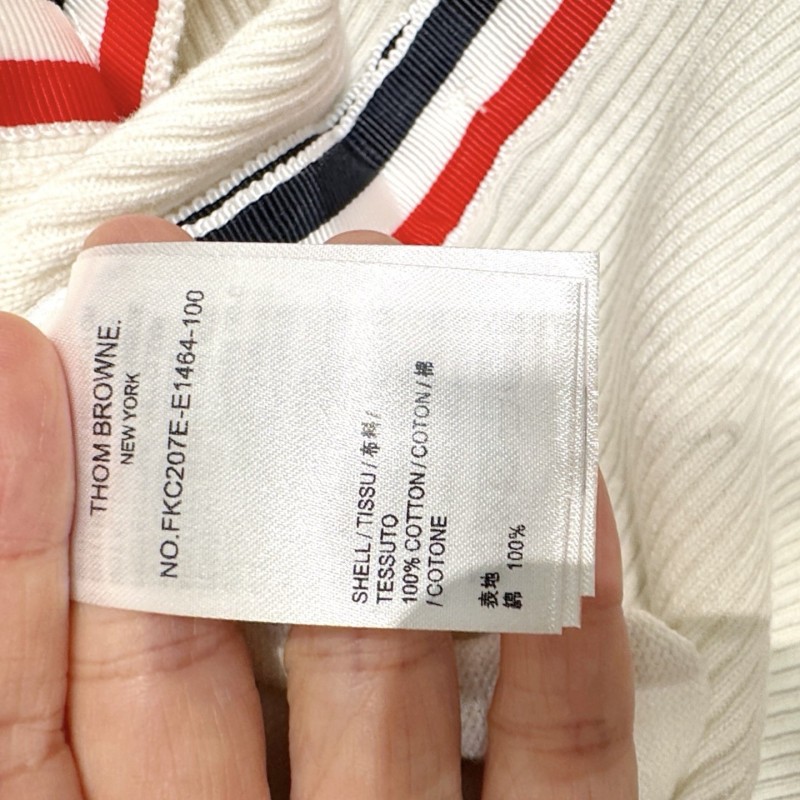 THOM BROWNE.
NEW YORK
NO.FKC207E-E1464-100
SHELL/TISSU/布料/
TESSUTO
100% COTTON/COTON/棉
/COTONE
表地
綿 100%